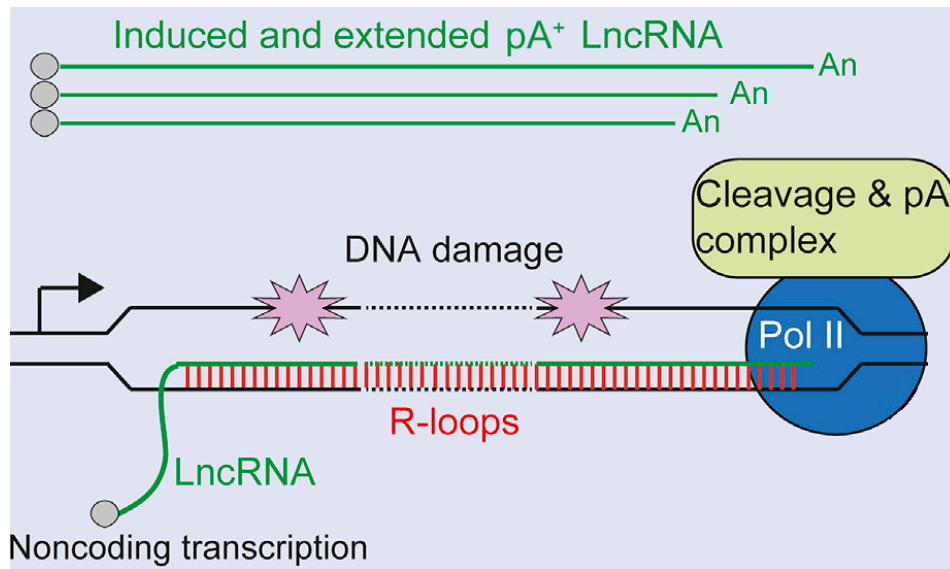 Induced and extended pA⁺ LncRNA
An
An
An
Cleavage & pA
complex
DNA damage
Pol II
R-loops
LncRNA
Noncoding transcription